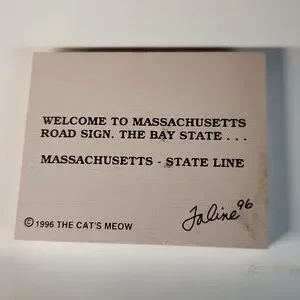 WELCOME TO MASSACHUSETTS
ROAD SIGN. THE BAY STATE . . .
MASSACHUSETTS - STATE LINE
Faline 96
© 1996 THE CAT'S MEOW